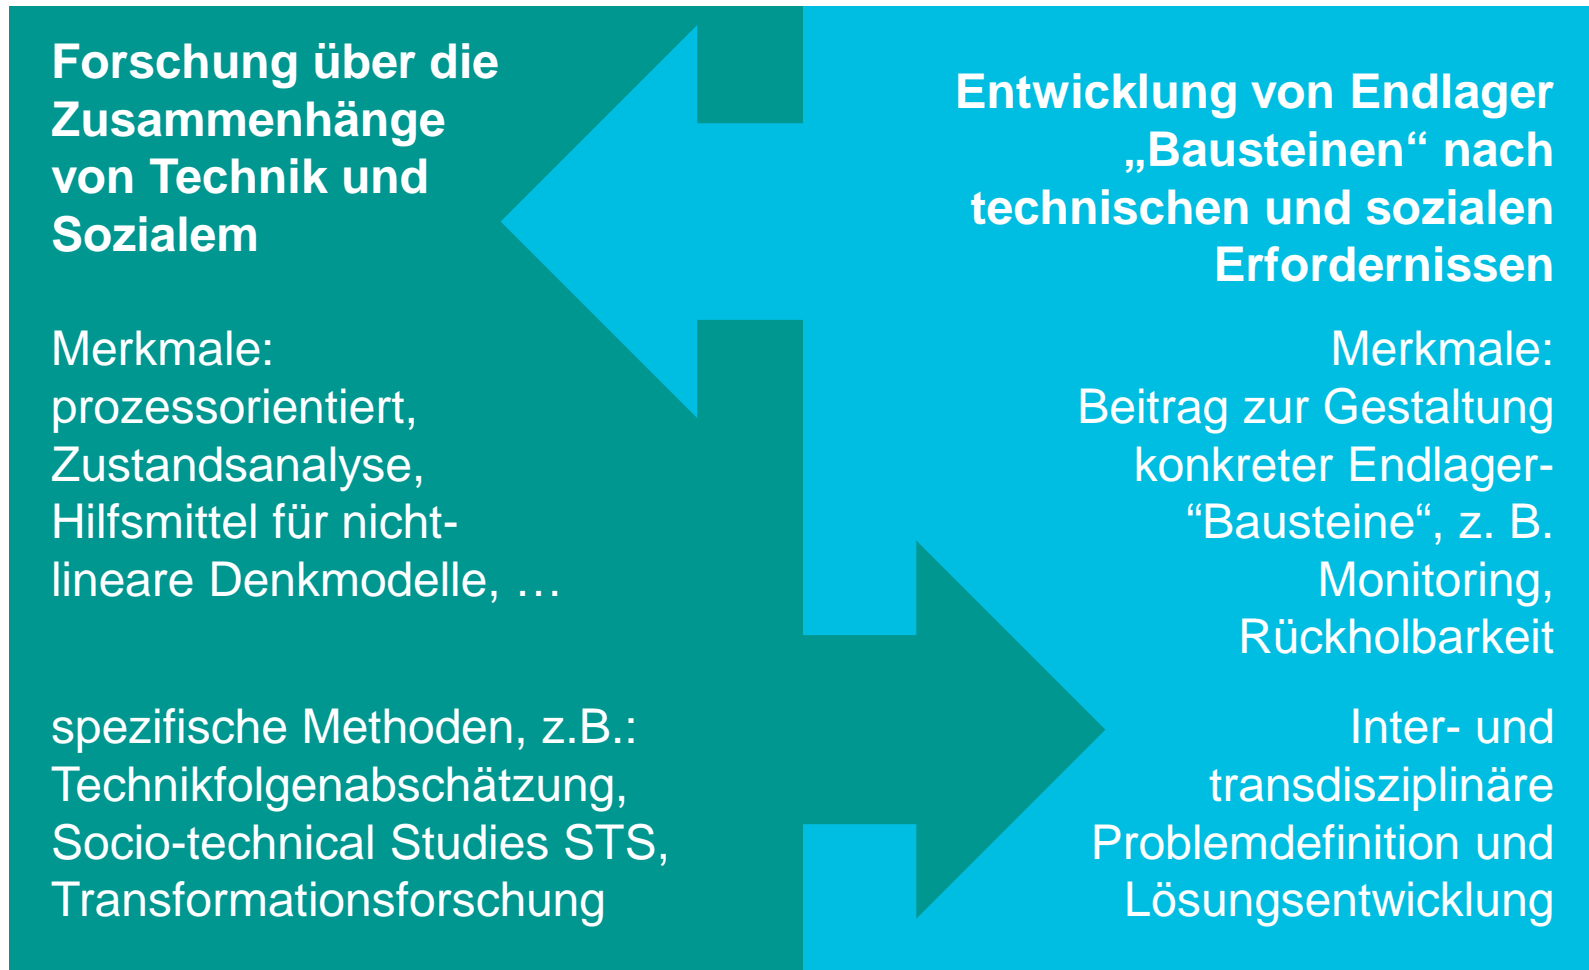 Forschung über die
Zusammenhänge
von Technik und
Sozialem
Merkmale:
prozessorientiert,
Zustandsanalyse,
Hilfsmittel für nicht-
lineare Denkmodelle, …
spezifische Methoden, z.B.:
Technikfolgenabschätzung,
Socio-technical Studies STS,
Transformationsforschung
Entwicklung von Endlager
„Bausteinen“ nach
technischen und sozialen
Erfordernissen
Merkmale:
Beitrag zur Gestaltung
konkreter Endlager-
“Bausteine“, z. B.
Monitoring,
Rückholbarkeit
Inter- und
transdisziplinäre
Problemdefinition und
Lösungsentwicklung